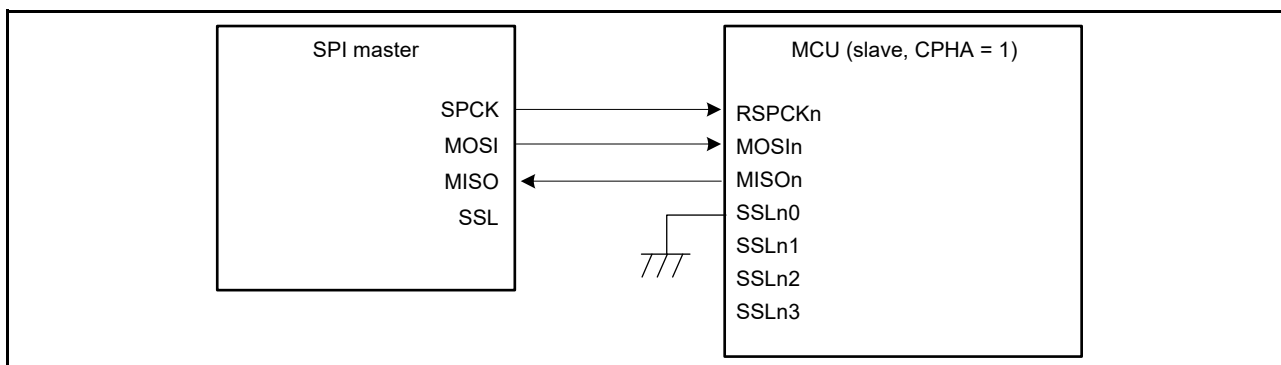 SPI master
SPCK
MOSI
MISO
SSL
MCU (slave, CPHA = 1)
RSPCKn
MOSIn
MISOn
SSLn0
SSLn1
SSLn2
SSLn3